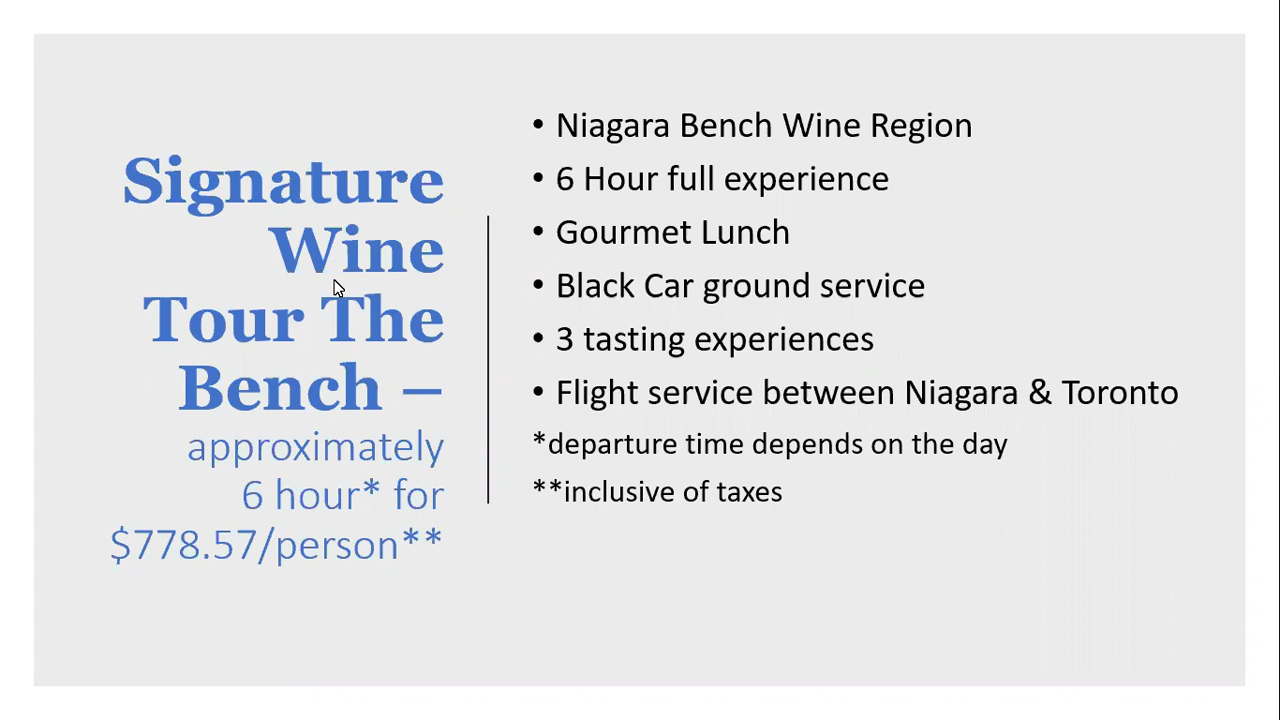 Signature
Wine
Tour The
Bench –
approximately
6 hour* for
$778.57/person**
• Niagara Bench Wine Region
• 6 Hour full experience
• Gourmet Lunch
• Black Car ground service
• 3 tasting experiences
• Flight service between Niagara & Toronto
*departure time depends on the day
**inclusive of taxes